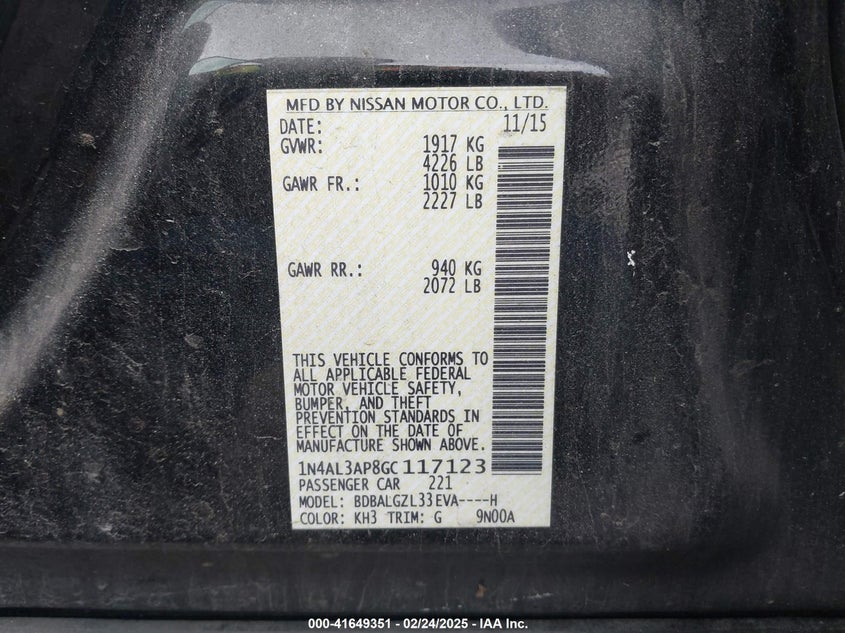 MFD BY NISSAN MOTOR CO., LTD.
DATE: 11/15
GVWR: 1917 KG
4226 LB
GAWR FR.: 1010 KG
2227 LB
GAWR RR.: 940 KG
2072 LB
THIS VEHICLE CONFORMS TO
ALL APPLICABLE FEDERAL
MOTOR VEHICLE SAFETY,
BUMPER, AND THEFT
PREVENTION STANDARDS IN
EFFECT ON THE DATE OF
MANUFACTURE SHOWN ABOVE.
1N4AL3AP8GC117123
PASSENGER CAR 221
MODEL: BDBALGZL33EVA----H
COLOR: KH3 TRIM: G 9N00A
000-41649351 - 02/24/2025 - IAA Inc.